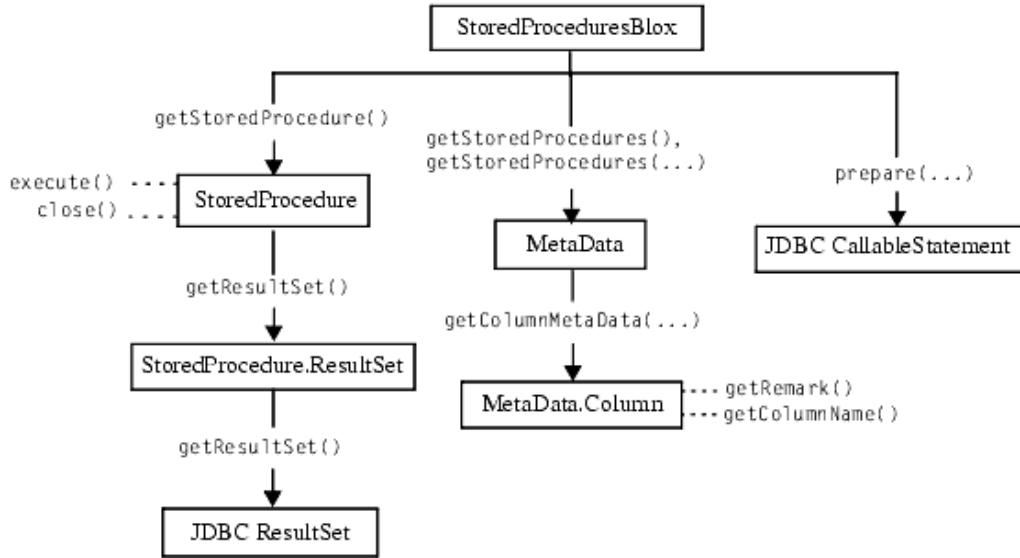 StoredProceduresBlox
getStoredProcedure()
getStoredProcedures(),
getStoredProcedures(...)
prepare(...)
execute()
close()
StoredProcedure
MetaData
JDBC CallableStatement
getResultSet()
getColumnMetaData(...)
StoredProcedure.ResultSet
MetaData.Column
getRemark()
getColumnName()
getResultSet()
JDBC ResultSet